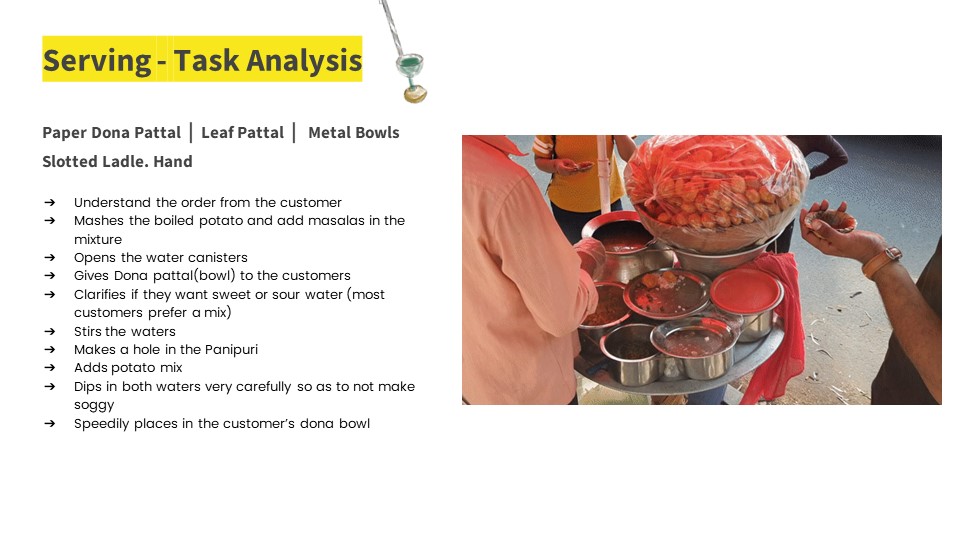 Serving - Task Analysis
Paper Dona Pattal | Leaf Pattal | Metal Bowls
Slotted Ladle. Hand
➔ Understand the order from the customer
➔ Mashes the boiled potato and add masalas in the
mixture
➔ Opens the water canisters
➔ Gives Dona pattal(bowl) to the customers
➔ Clarifies if they want sweet or sour water (most
customers prefer a mix)
➔ Stirs the waters
➔ Makes a hole in the Panipuri
➔ Adds potato mix
➔ Dips in both waters very carefully so as to not make
soggy
➔ Speedily places in the customer’s dona bowl